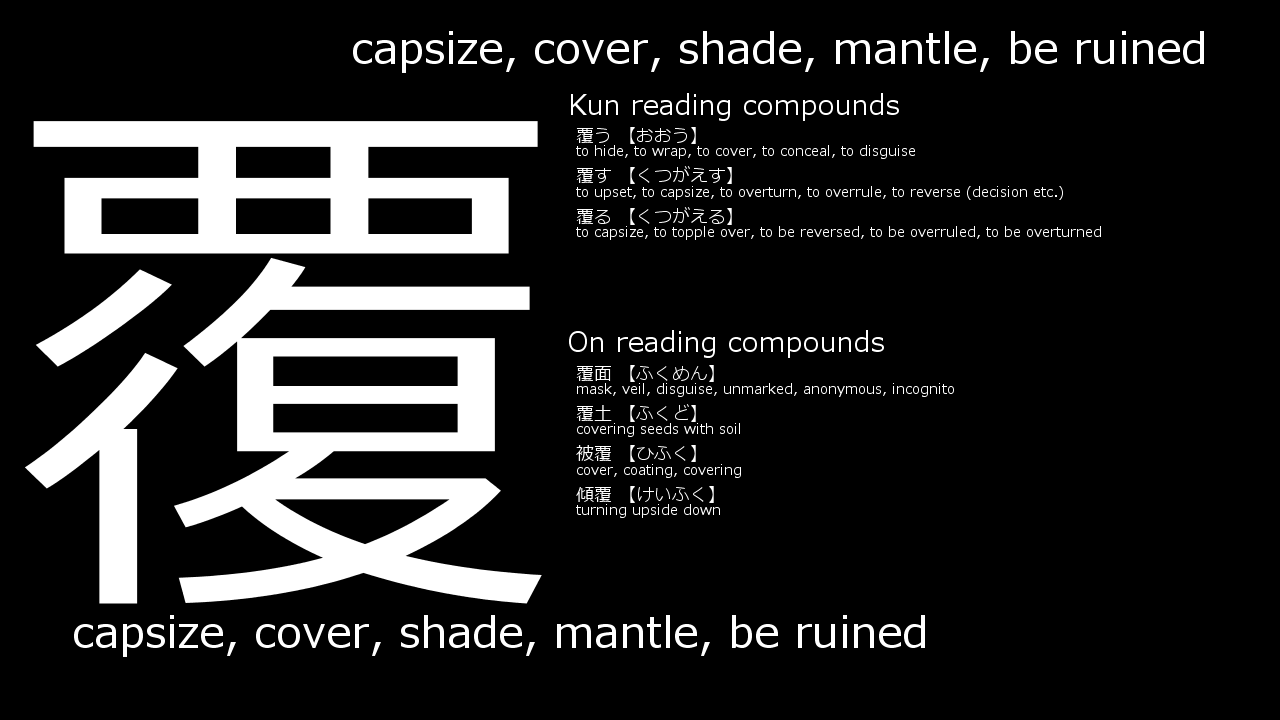 capsize, cover, shade, mantle, be ruined
覆
Kun reading compounds
覆う 【おおう】
to hide, to wrap, to cover, to conceal, to disguise
覆す 【くつがえす】
to upset, to capsize, to overturn, to overrule, to reverse (decision etc.)
覆る 【くつがえる】
to capsize, to topple over, to be reversed, to be overruled, to be overturned
On reading compounds
覆面 【ふくめん】
mask, veil, disguise, unmarked, anonymous, incognito
覆土 【ふくど】
covering seeds with soil
被覆 【ひふく】
cover, coating, covering
傾覆 【けいふく】
turning upside down
capsize, cover, shade, mantle, be ruined